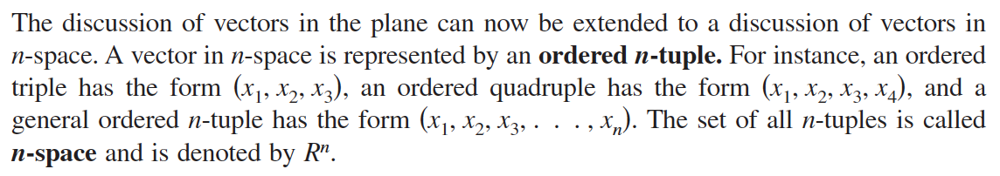 The discussion of vectors in the plane can now be extended to a discussion of vectors in
n-space. A vector in n-space is represented by an ordered n-tuple. For instance, an ordered
triple has the form (x₁, x₂, x₃), an ordered quadruple has the form (x₁, x₂, x₃, x₄), and a
general ordered n-tuple has the form (x₁, x₂, x₃, . . . , xₙ). The set of all n-tuples is called
n-space and is denoted by Rⁿ.